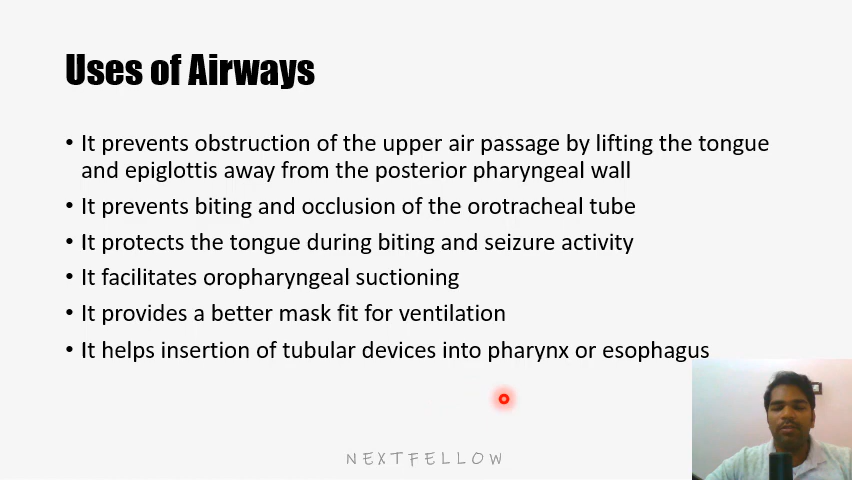 Uses of Airways
• It prevents obstruction of the upper air passage by lifting the tongue
and epiglottis away from the posterior pharyngeal wall
• It prevents biting and occlusion of the orotracheal tube
• It protects the tongue during biting and seizure activity
• It facilitates oropharyngeal suctioning
• It provides a better mask fit for ventilation
• It helps insertion of tubular devices into pharynx or esophagus
NEXTFELLOW